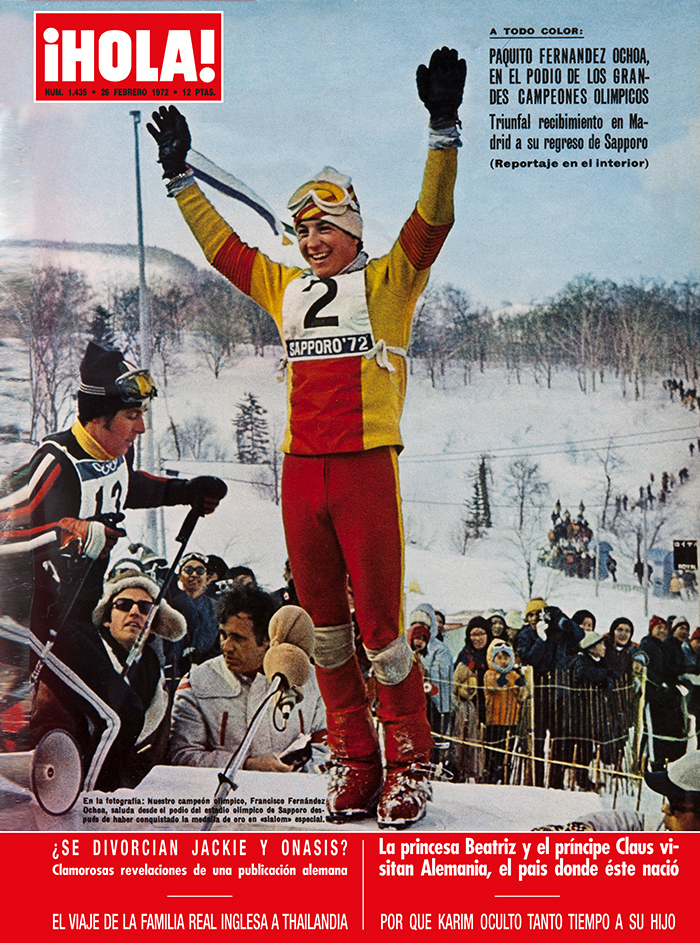 ¡HOLA!
NUM. 1.435 • 26 FEBRERO 1972 • 12 PTAS.
A TODO COLOR:
PAQUITO FERNANDEZ OCHOA,
EN EL PODIO DE LOS GRAN-
DES CAMPEONES OLIMPICOS
Triunfal recibimiento en Ma-
drid a su regreso de Sapporo
(Reportaje en el interior)
2
SAPPORO'72
13
ROYAL
En la fotografía: Nuestro campeón olímpico, Francisco Fernández
Ochoa, saluda desde el podio del estadio olímpico de Sapporo des-
pués de haber conquistado la medalla de oro en «slalom» especial.
¿SE DIVORCIAN JACKIE Y ONASIS?
Clamorosas revelaciones de una publicación alemana
EL VIAJE DE LA FAMILIA REAL INGLESA A THAILANDIA
La princesa Beatriz y el príncipe Claus vi-
sitan Alemania, el pais donde éste nació
POR QUE KARIM OCULTO TANTO TIEMPO A SU HIJO